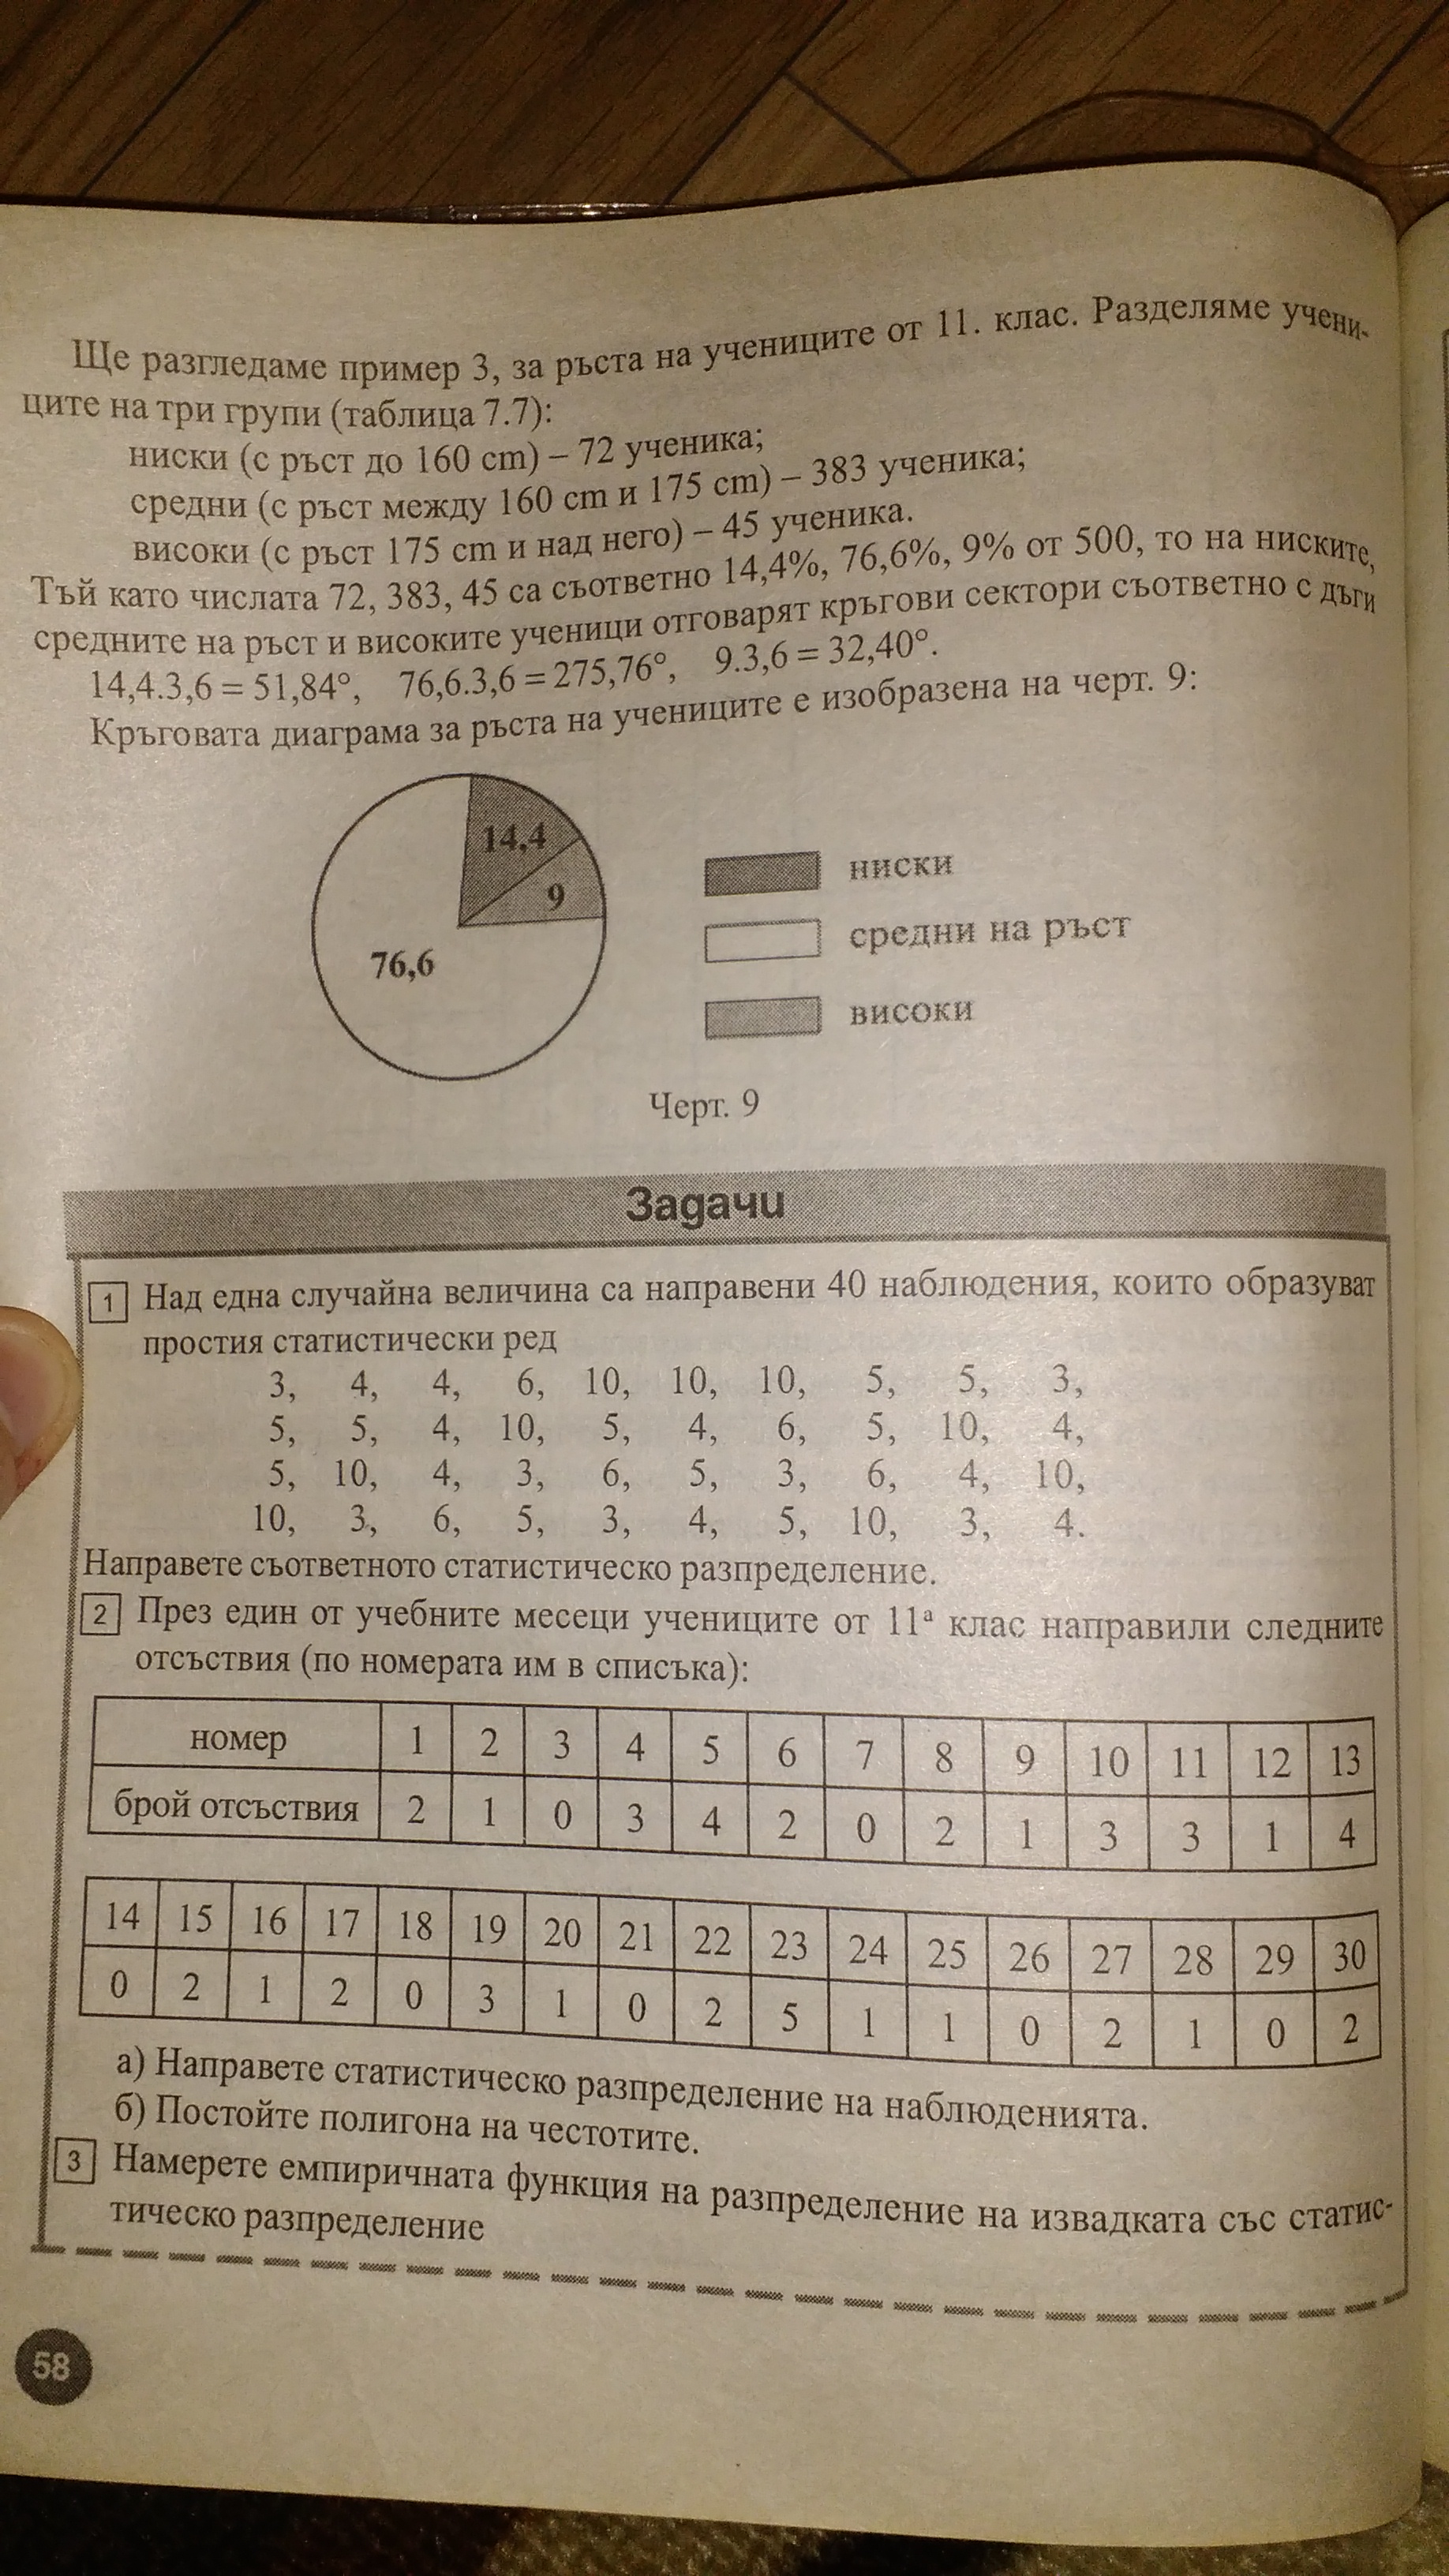 Ще разгледаме пример 3, за ръста на учениците от 11. клас. Разделяме учени-
ците на три групи (таблица 7.7):
ниски (с ръст до 160 cm) – 72 ученика;
средни (с ръст между 160 cm и 175 cm) – 383 ученика;
високи (с ръст 175 cm и над него) – 45 ученика.
Тъй като числата 72, 383, 45 са съответно 14,4%, 76,6%, 9% от 500, то на ниските,
средните на ръст и високите ученици отговарят кръгови сектори съответно с дъги
14,4.3,6 = 51,84°, 76,6.3,6 = 275,76°, 9.3,6 = 32,40°.
Кръговата диаграма за ръста на учениците е изобразена на черт. 9:
14,4
9
76,6
ниски
средни на ръст
високи
Черт. 9
Задачи
1 Над една случайна величина са направени 40 наблюдения, които образуват
простия статистически ред
3, 4, 4, 6, 10, 10, 10, 5, 5, 3,
5, 5, 4, 10, 5, 4, 6, 5, 10, 4,
5, 10, 4, 3, 6, 5, 3, 6, 4, 10,
10, 3, 6, 5, 3, 4, 5, 10, 3, 4.
Направете съответното статистическо разпределение.
2 През един от учебните месеци учениците от 11ᵃ клас направили следните
отсъствия (по номерата им в списъка):
номер 1 2 3 4 5 6 7 8 9 10 11 12 13
брой отсъствия 2 1 0 3 4 2 0 2 1 3 3 1 4
14 15 16 17 18 19 20 21 22 23 24 25 26 27 28 29 30
0 2 1 2 0 3 1 0 2 5 1 1 0 2 1 0 2
а) Направете статистическо разпределение на наблюденията.
б) Постойте полигона на честотите.
3 Намерете емпиричната функция на разпределение на извадката със статис-
тическо разпределение
58